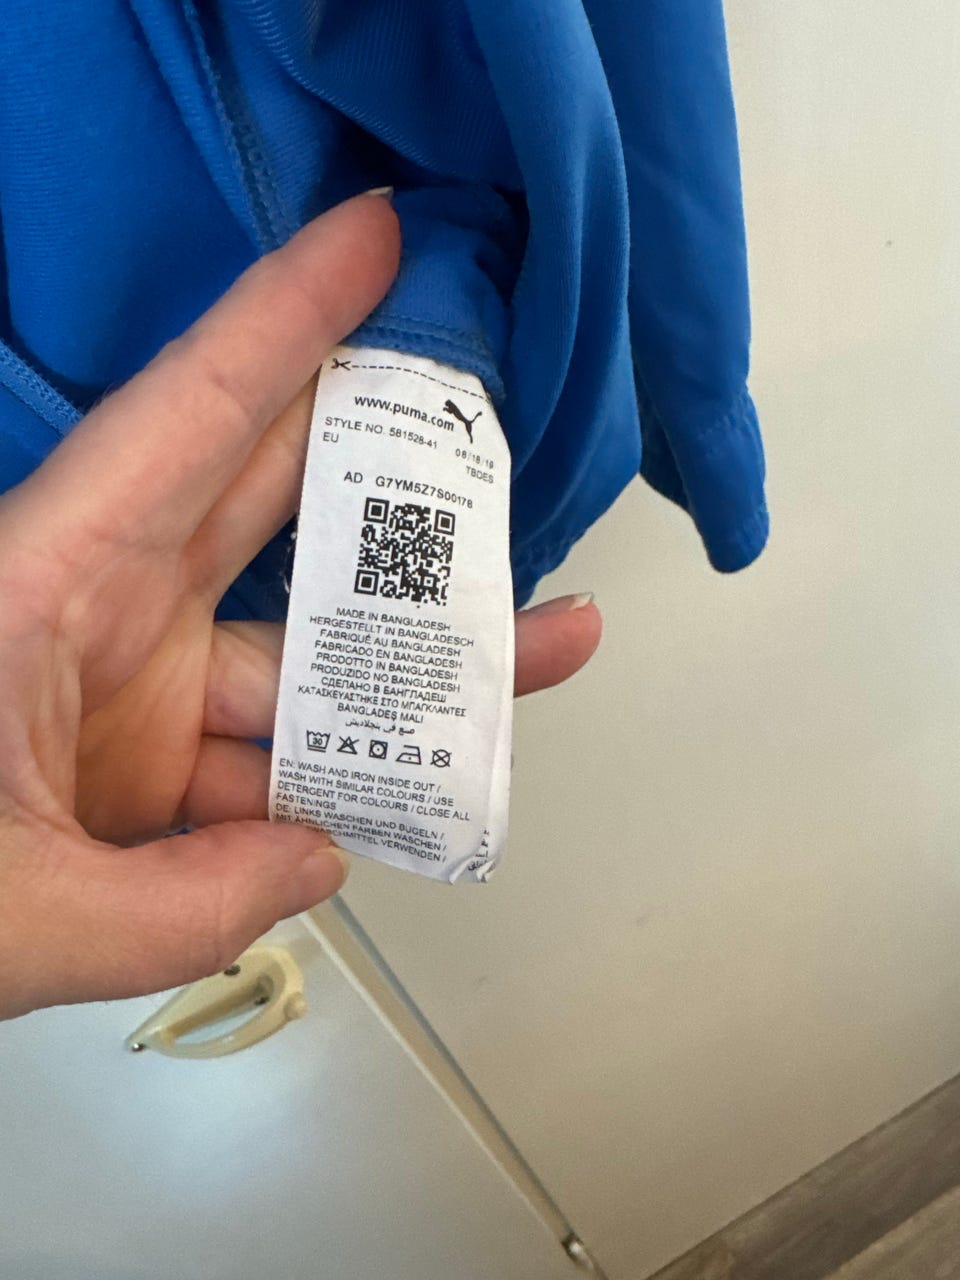 www.puma.com
STYLE NO. 581528-41
EU
08/18/19
TBDES
AD G7YM5Z7S00178
MADE IN BANGLADESH
HERGESTELLT IN BANGLADESCH
FABRIQUÉ AU BANGLADESH
FABRICADO EN BANGLADESH
PRODOTTO IN BANGLADESH
PRODUZIDO NO BANGLADESH
СДЕЛАНО В БАНГЛАДЕШ
ΚΑΤΑΣΚΕΥΑΣΤΗΚΕ ΣΤΟ ΜΠΑΓΚΛΑΝΤΕΣ
BANGLADEŞ MALI
صنع في بنجلاديش
30
EN: WASH AND IRON INSIDE OUT /
WASH WITH SIMILAR COLOURS / USE
DETERGENT FOR COLOURS / CLOSE ALL
FASTENINGS
DE: LINKS WASCHEN UND BÜGELN /
MIT ÄHNLICHEN FARBEN WASCHEN /
VERWENDEN /